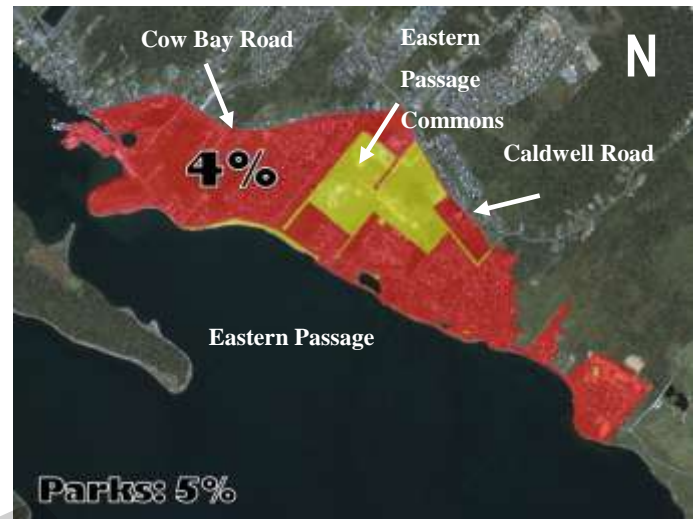 Cow Bay Road
Eastern
Passage
Commons
N
Caldwell Road
4%
Eastern Passage
Parks: 5%